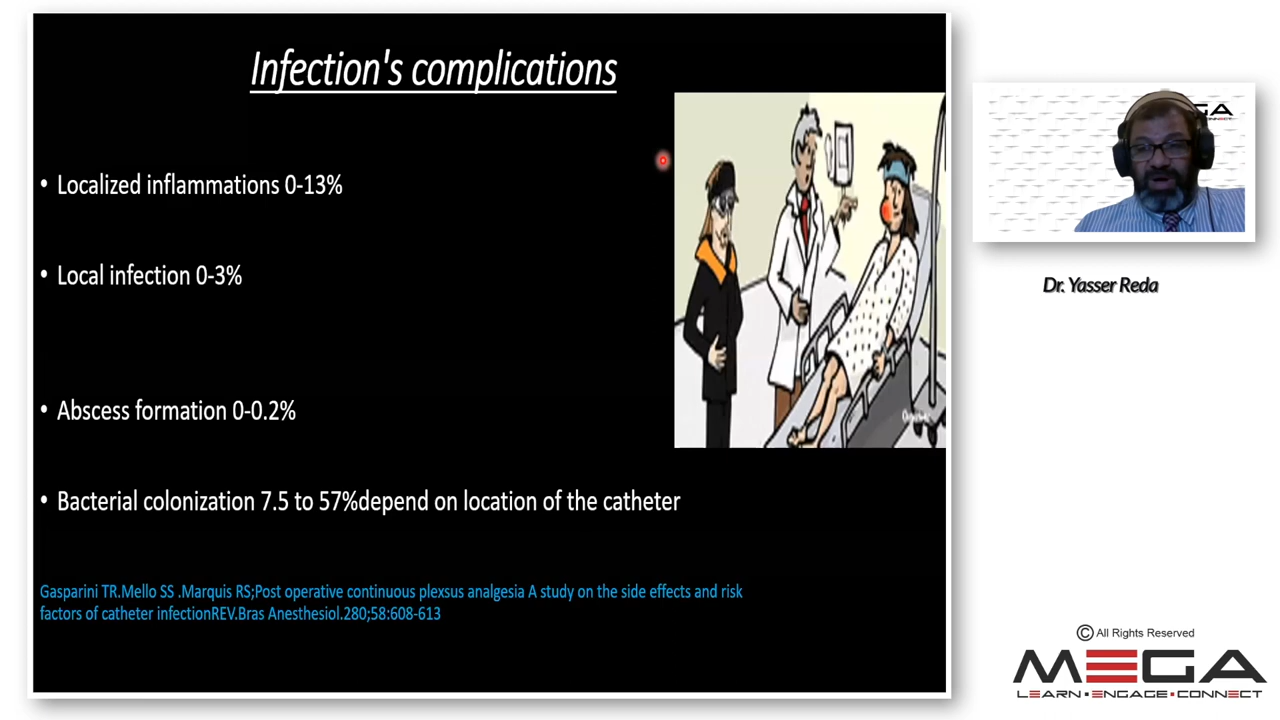 Infection's complications
• Localized inflammations 0-13%
• Local infection 0-3%
• Abscess formation 0-0.2%
• Bacterial colonization 7.5 to 57%depend on location of the catheter
Gasparini TR.Mello SS .Marquis RS;Post operative continuous plexsus analgesia A study on the side effects and risk
factors of catheter infectionREV.Bras Anesthesiol.280;58:608-613
GA
Dr. Yasser Reda
© All Rights Reserved
MEGA
LEARN • ENGAGE • CONNECT